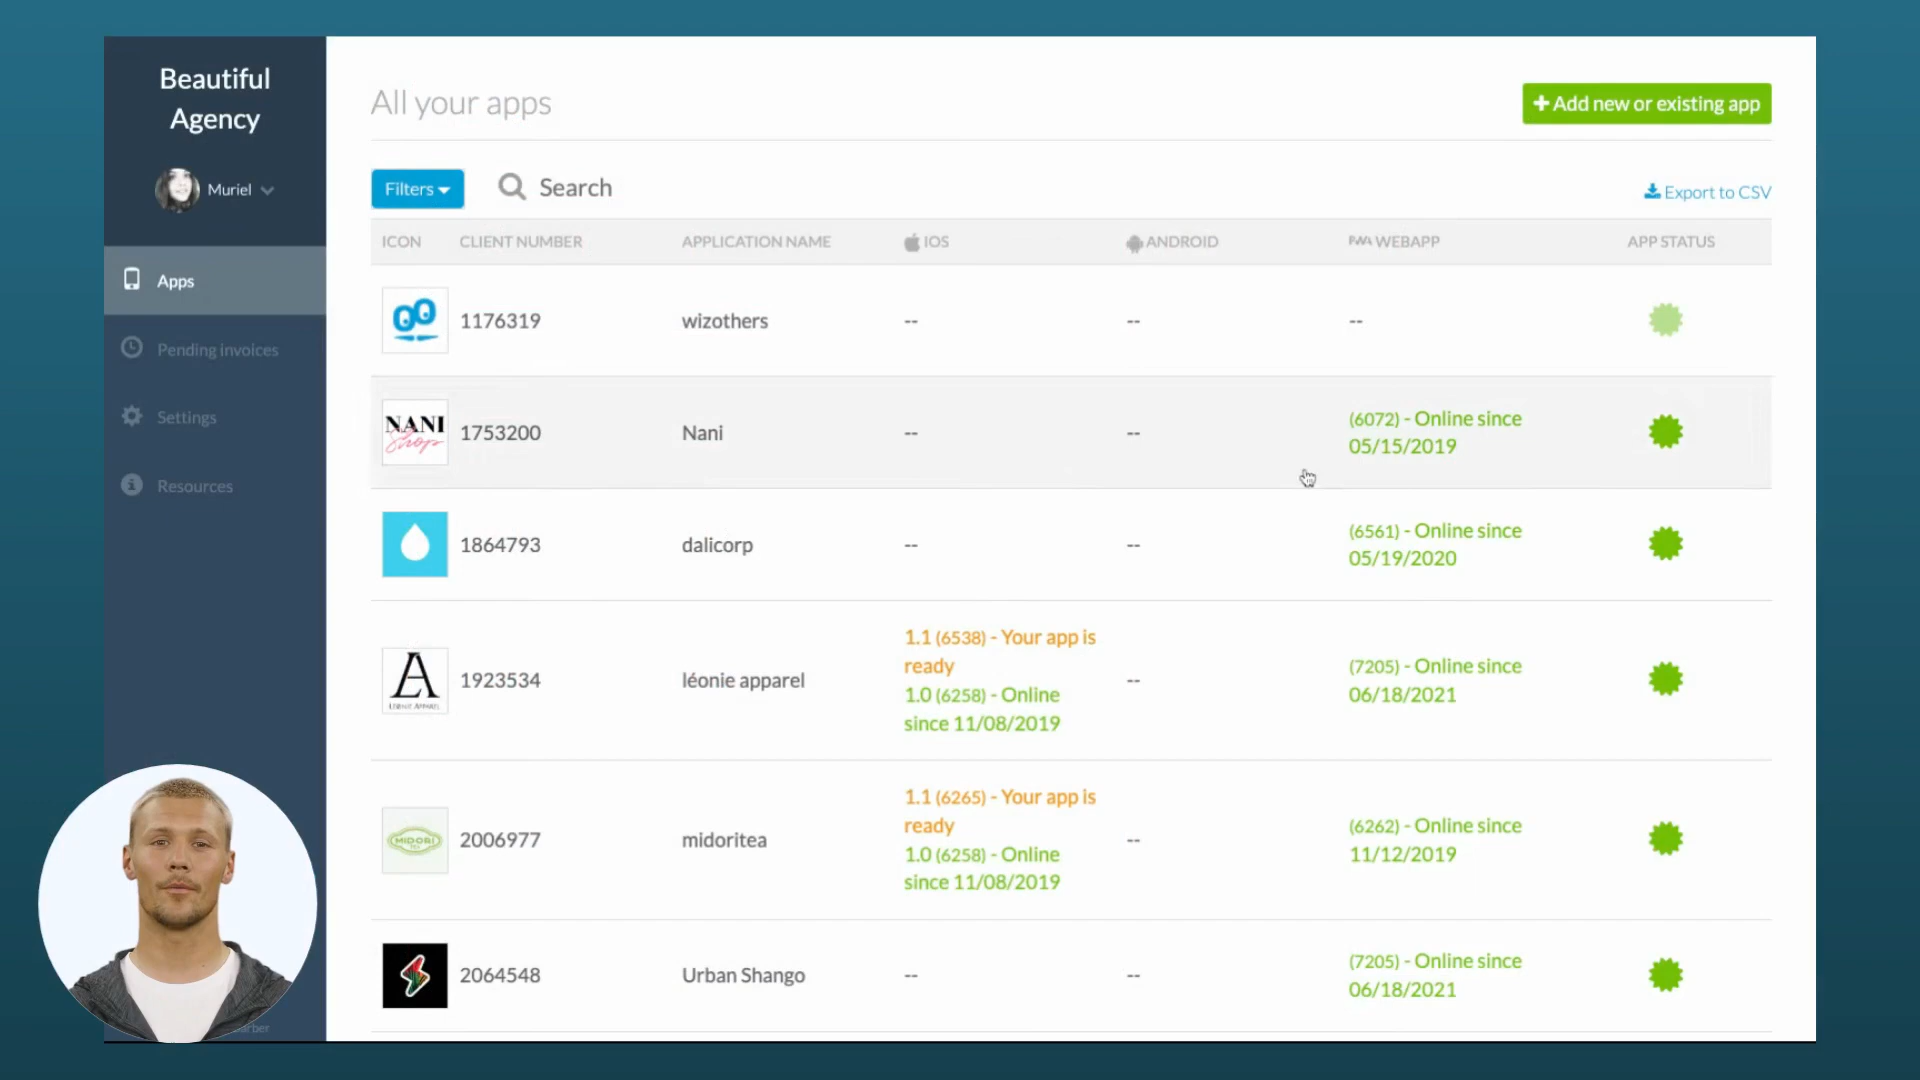 Beautiful
Agency
Muriel
Apps
Pending invoices
Settings
Resources
All your apps
+ Add new or existing app
Filters
Search
Export to CSV
ICON CLIENT NUMBER APPLICATION NAME IOS ANDROID PWA WEBAPP APP STATUS
1176319 wizothers -- -- --
NANI
Shop
1753200 Nani -- -- (6072) - Online since
05/15/2019
1864793 dalicorp -- -- (6561) - Online since
05/19/2020
LÉONIE APPAREL
1923534 léonie apparel
1.1 (6538) - Your app is
ready
1.0 (6258) - Online
since 11/08/2019
--
(7205) - Online since
06/18/2021
MIDORI
TEA
2006977 midoritea
1.1 (6265) - Your app is
ready
1.0 (6258) - Online
since 11/08/2019
--
(6262) - Online since
11/12/2019
2064548 Urban Shango -- -- (7205) - Online since
06/18/2021